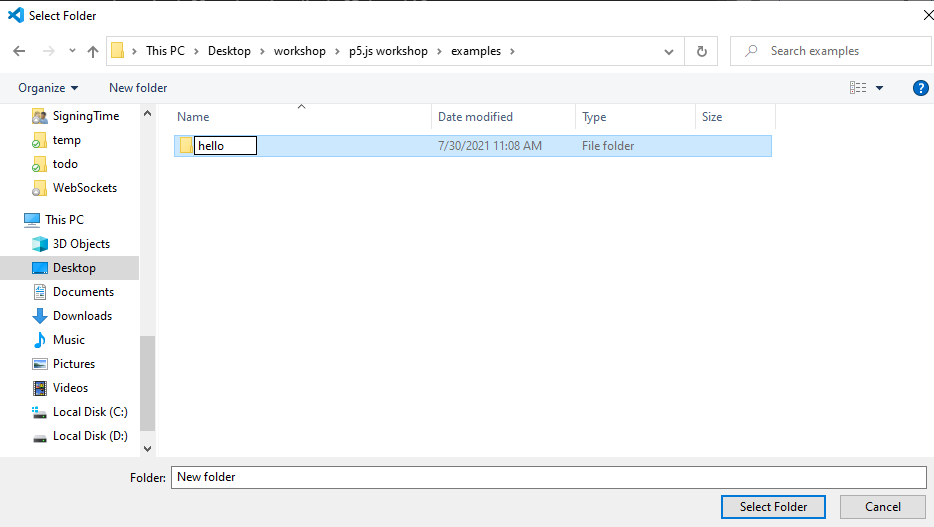 Select Folder
This PC Desktop workshop p5.js workshop examples Search examples
Organize New folder
SigningTime
temp
todo
WebSockets
This PC
3D Objects
Desktop
Documents
Downloads
Music
Pictures
Videos
Local Disk (C:)
Local Disk (D:)
Name Date modified Type Size
hello 7/30/2021 11:08 AM File folder
Folder: New folder
Select Folder Cancel